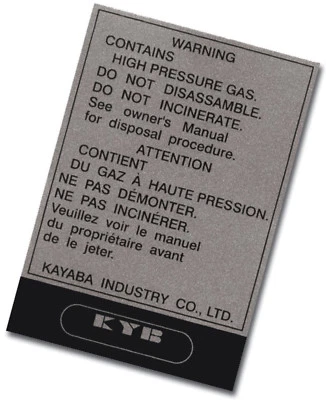 WARNING
CONTAINS
HIGH PRESSURE GAS.
DO NOT DISASSAMBLE.
DO NOT INCINERATE.
See owner's Manual
for disposal procedure.
ATTENTION
CONTIENT
DU GAZ À HAUTE PRESSION.
NE PAS DÉMONTER.
NE PAS INCINÉRER.
Veuillez voir le manuel
du propriétaire avant
de le jeter.
KAYABA INDUSTRY CO., LTD.
KYB